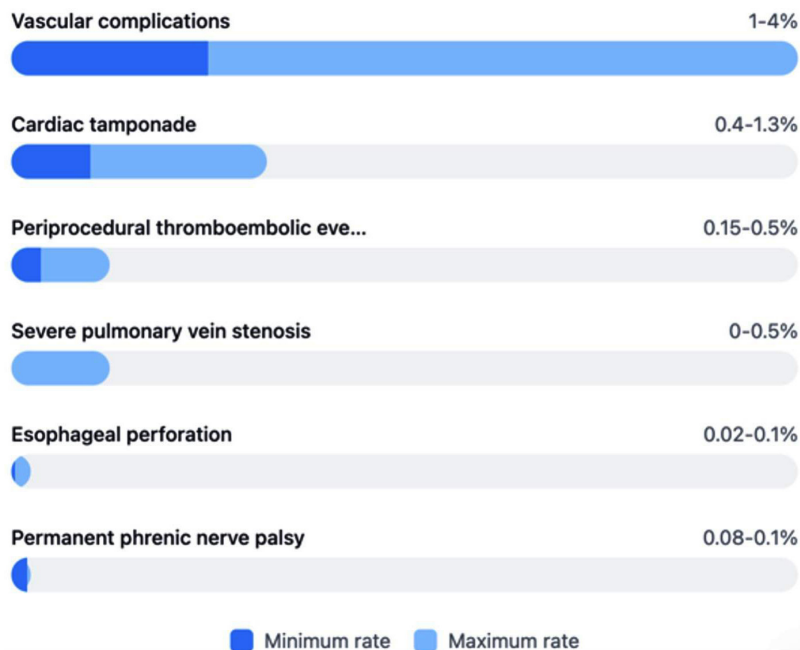 Vascular complications 1-4%
Cardiac tamponade 0.4-1.3%
Periprocedural thromboembolic eve... 0.15-0.5%
Severe pulmonary vein stenosis 0-0.5%
Esophageal perforation 0.02-0.1%
Permanent phrenic nerve palsy 0.08-0.1%
Minimum rate Maximum rate